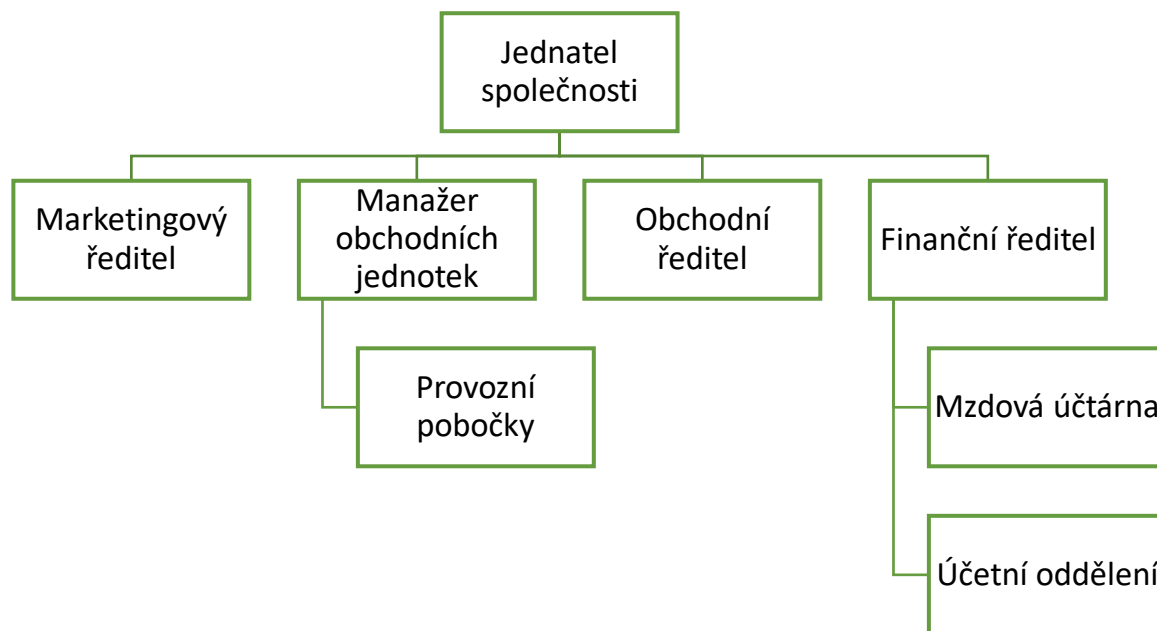 Jednatel
společnosti
Marketingový
ředitel
Manažer
obchodních
jednotek
Obchodní
ředitel
Finanční ředitel
Provozní
pobočky
Mzdová účtárna
Účetní oddělení